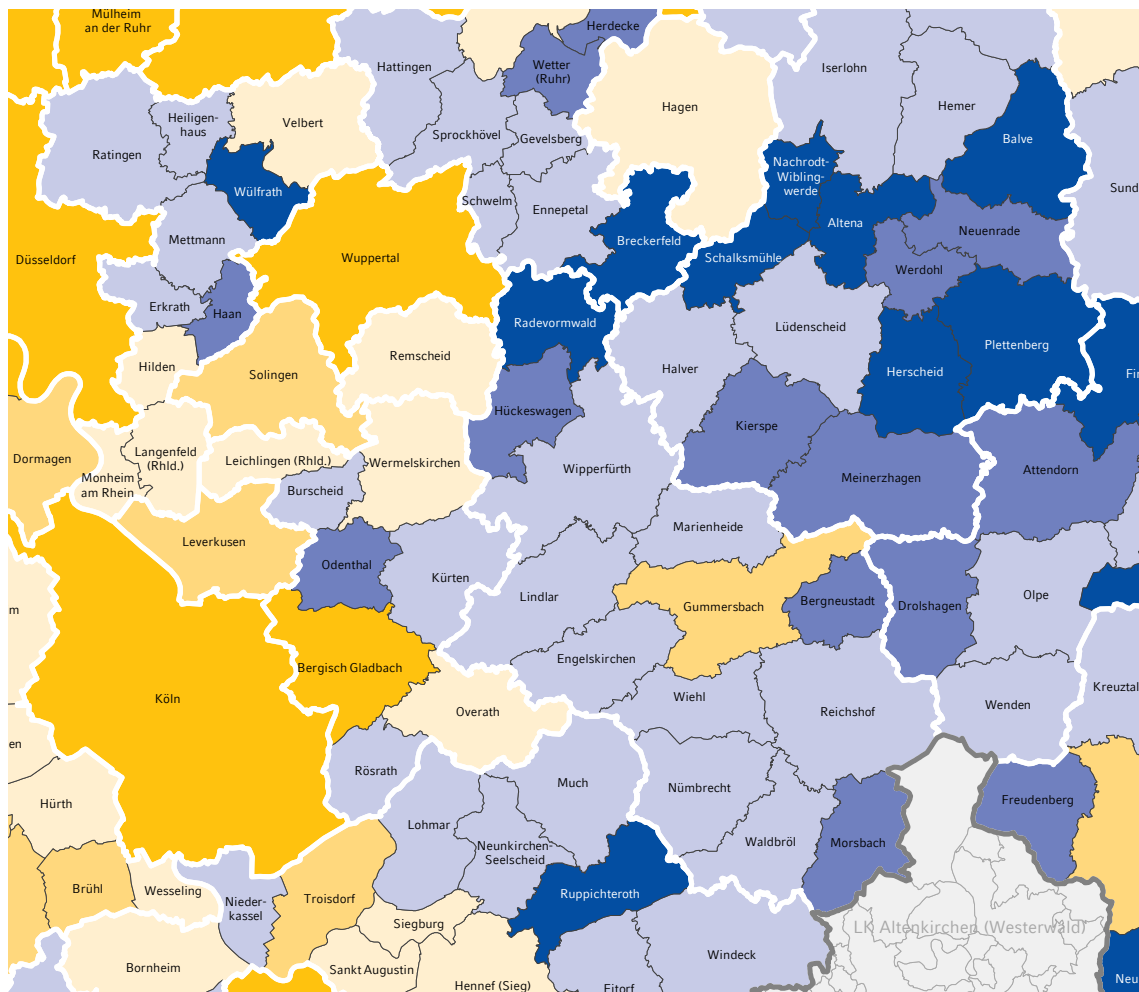 Mülheim
an der Ruhr
Herdecke
Hattingen
Wetter
(Ruhr)
Iserlohn
Hagen
Hemer
Heiligen-
haus
Velbert
Sprockhövel
Gevelsberg
Balve
Ratingen
Nachrodt-
Wibling-
werde
Wülfrath
Schwelm
Sund
Ennepetal
Altena
Mettmann
Breckerfeld
Neuenrade
Düsseldorf
Wuppertal
Schalksmühle
Werdohl
Erkrath
Haan
Radevormwald
Lüdenscheid
Plettenberg
Remscheid
Hilden
Solingen
Halver
Herscheid
Fin
Hückeswagen
Kierspe
Dormagen
Langenfeld
(Rhld.)
Leichlingen (Rhld.)
Wermelskirchen
Wipperfürth
Attendorn
Monheim
am Rhein
Burscheid
Meinerzhagen
Marienheide
Leverkusen
Odenthal
Kürten
Lindlar
Gummersbach
Bergneustadt
Drolshagen
Olpe
m
Engelskirchen
Bergisch Gladbach
Kreuztal
Köln
Wiehl
Overath
Reichshof
Wenden
en
Rösrath
Much
Nümbrecht
Hürth
Freudenberg
Lohmar
Neunkirchen-
Seelscheid
Waldbröl
Morsbach
Brühl
Wesseling
Nieder-
kassel
Troisdorf
Ruppichteroth
Siegburg
LK Altenkirchen (Westerwald)
Windeck
Bornheim
Sankt Augustin
Hennef (Sieg)
Eitorf
Neu